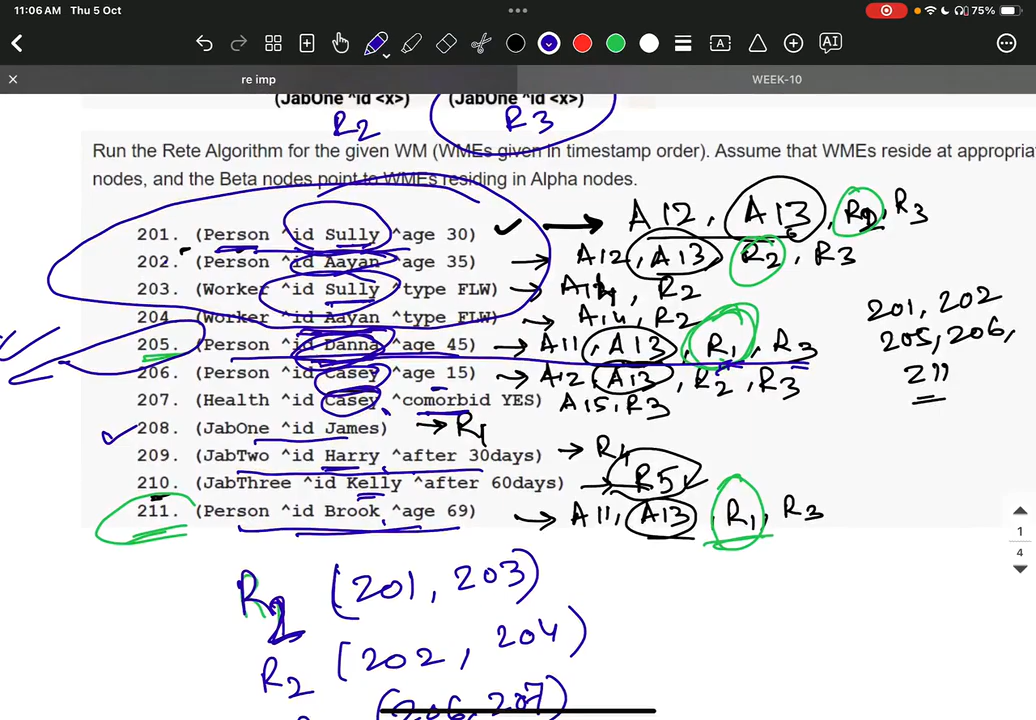 11:06 AM Thu 5 Oct
75%
re imp
WEEK-10
(JabOne ^id <x>) (JabOne ^id <x>)
R2 R3
Run the Rete Algorithm for the given WM (WMEs given in timestamp order). Assume that WMEs reside at appropria
nodes, and the Beta nodes point to WMEs residing in Alpha nodes.
201. (Person ^id Sully ^age 30) A12, A13, R2, R3
202. (Person ^id Aayan ^age 35) A12, A13, R2, R3
203. (Worker ^id Sully ^type FLW) A14, R2
204. (Worker ^id Aayan ^type FLW) A14, R2
205. (Person ^id Danna ^age 45) A11, A13, R1, R3
206. (Person ^id Casey ^age 15) A12, A13, R2, R3
207. (Health ^id Casey ^comorbid YES) A15, R3
208. (JabOne ^id James) R4
209. (JabTwo ^id Harry ^after 30days) R4
210. (JabThree ^id Kelly ^after 60days) R5
211. (Person ^id Brook ^age 69) A11, A13, R1, R3
201, 202
205, 206,
211
(201, 203)
R2 (202, 204)
(206, 207)
1
4